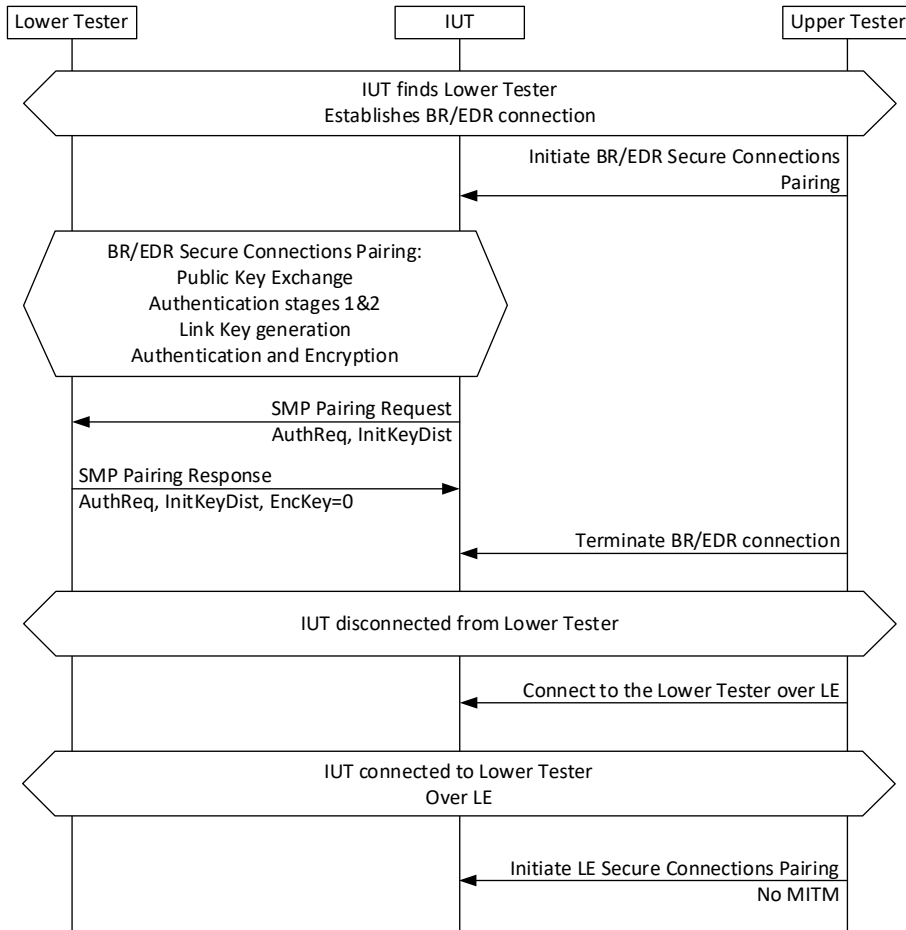 Lower Tester
IUT
Upper Tester
IUT finds Lower Tester
Establishes BR/EDR connection
Initiate BR/EDR Secure Connections
Pairing
BR/EDR Secure Connections Pairing:
Public Key Exchange
Authentication stages 1&2
Link Key generation
Authentication and Encryption
SMP Pairing Request
AuthReq, InitKeyDist
SMP Pairing Response
AuthReq, InitKeyDist, EncKey=0
Terminate BR/EDR connection
IUT disconnected from Lower Tester
Connect to the Lower Tester over LE
IUT connected to Lower Tester
Over LE
Initiate LE Secure Connections Pairing
No MITM